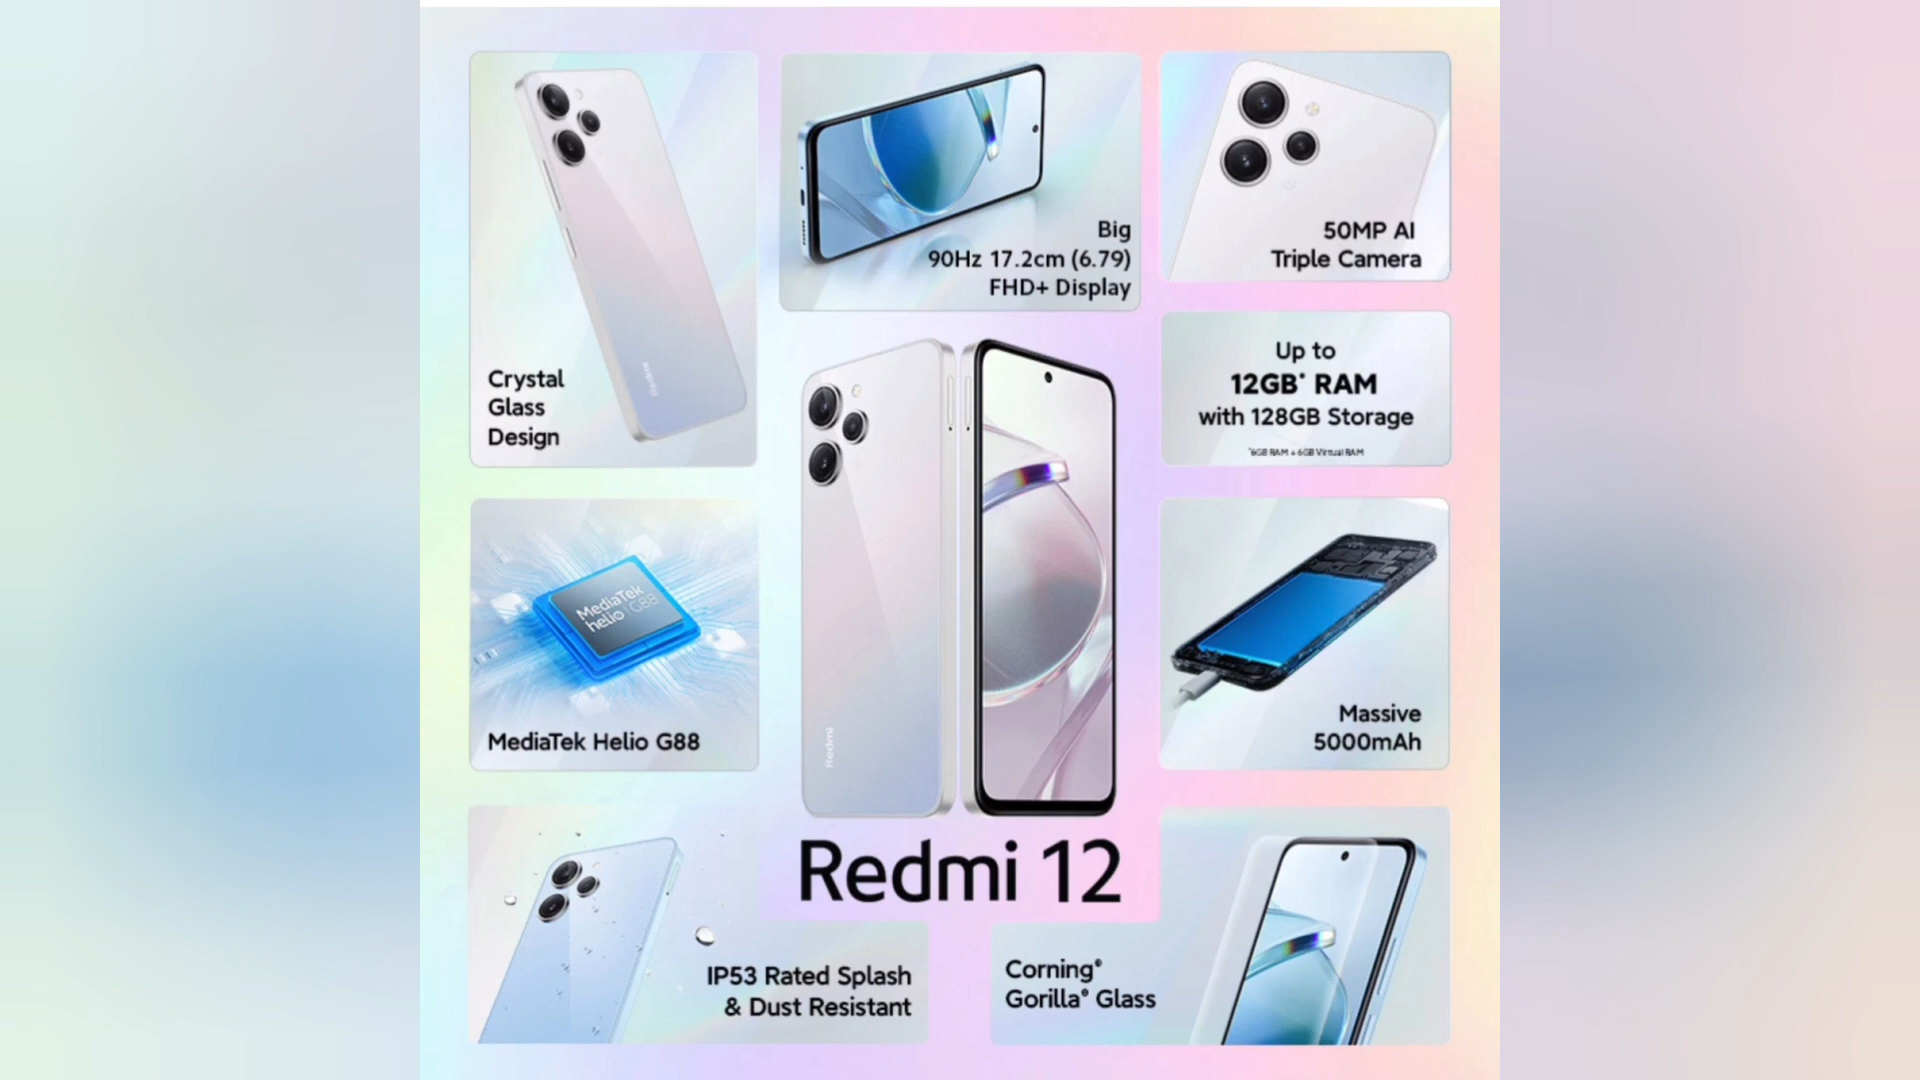 Big
90Hz 17.2cm (6.79)
FHD+ Display
50MP AI
Triple Camera
Crystal
Glass
Design
Redmi
Up to
12GB* RAM
with 128GB Storage
*6GB RAM + 6GB Virtual RAM
MediaTek
helio G88
MediaTek Helio G88
Redmi
Massive
5000mAh
Redmi 12
IP53 Rated Splash
& Dust Resistant
Corning®
Gorilla® Glass